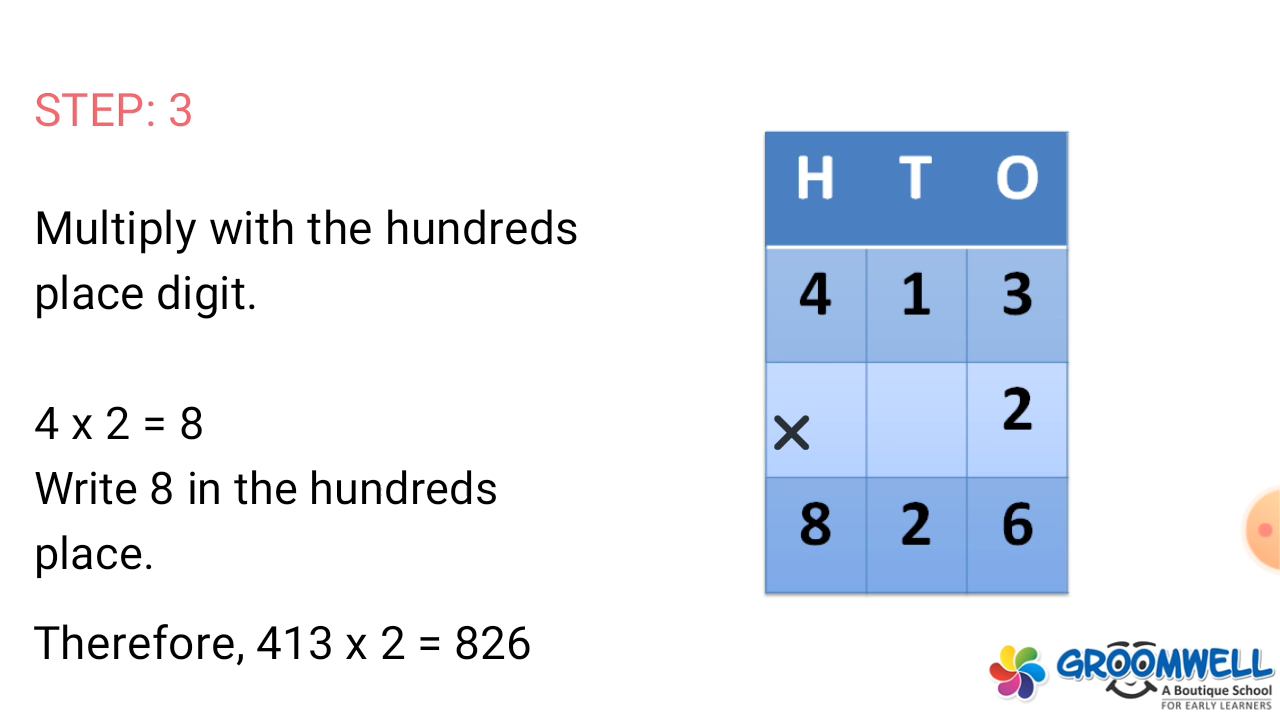 STEP: 3
Multiply with the hundreds
place digit.
4 x 2 = 8
Write 8 in the hundreds
place.
Therefore, 413 x 2 = 826
H T O
4 1 3
× 2
8 2 6
GROOMWELL
A Boutique School
FOR EARLY LEARNERS